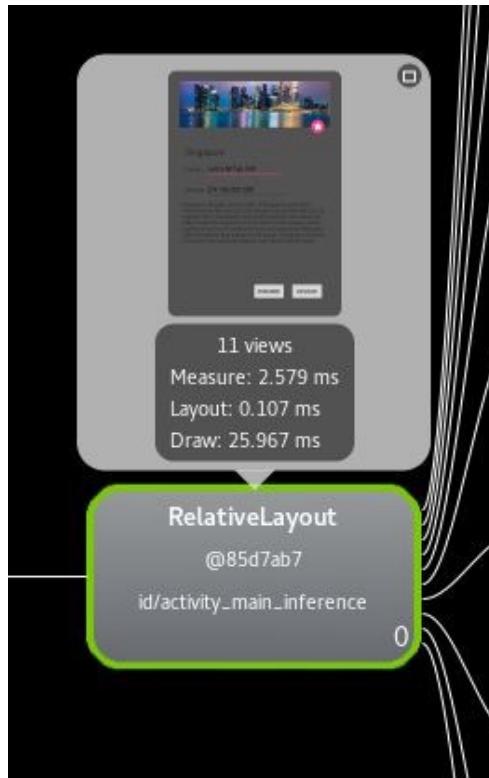 Singapore
11 views
Measure: 2.579 ms
Layout: 0.107 ms
Draw: 25.967 ms
RelativeLayout
@85d7ab7
id/activity_main_inference
0